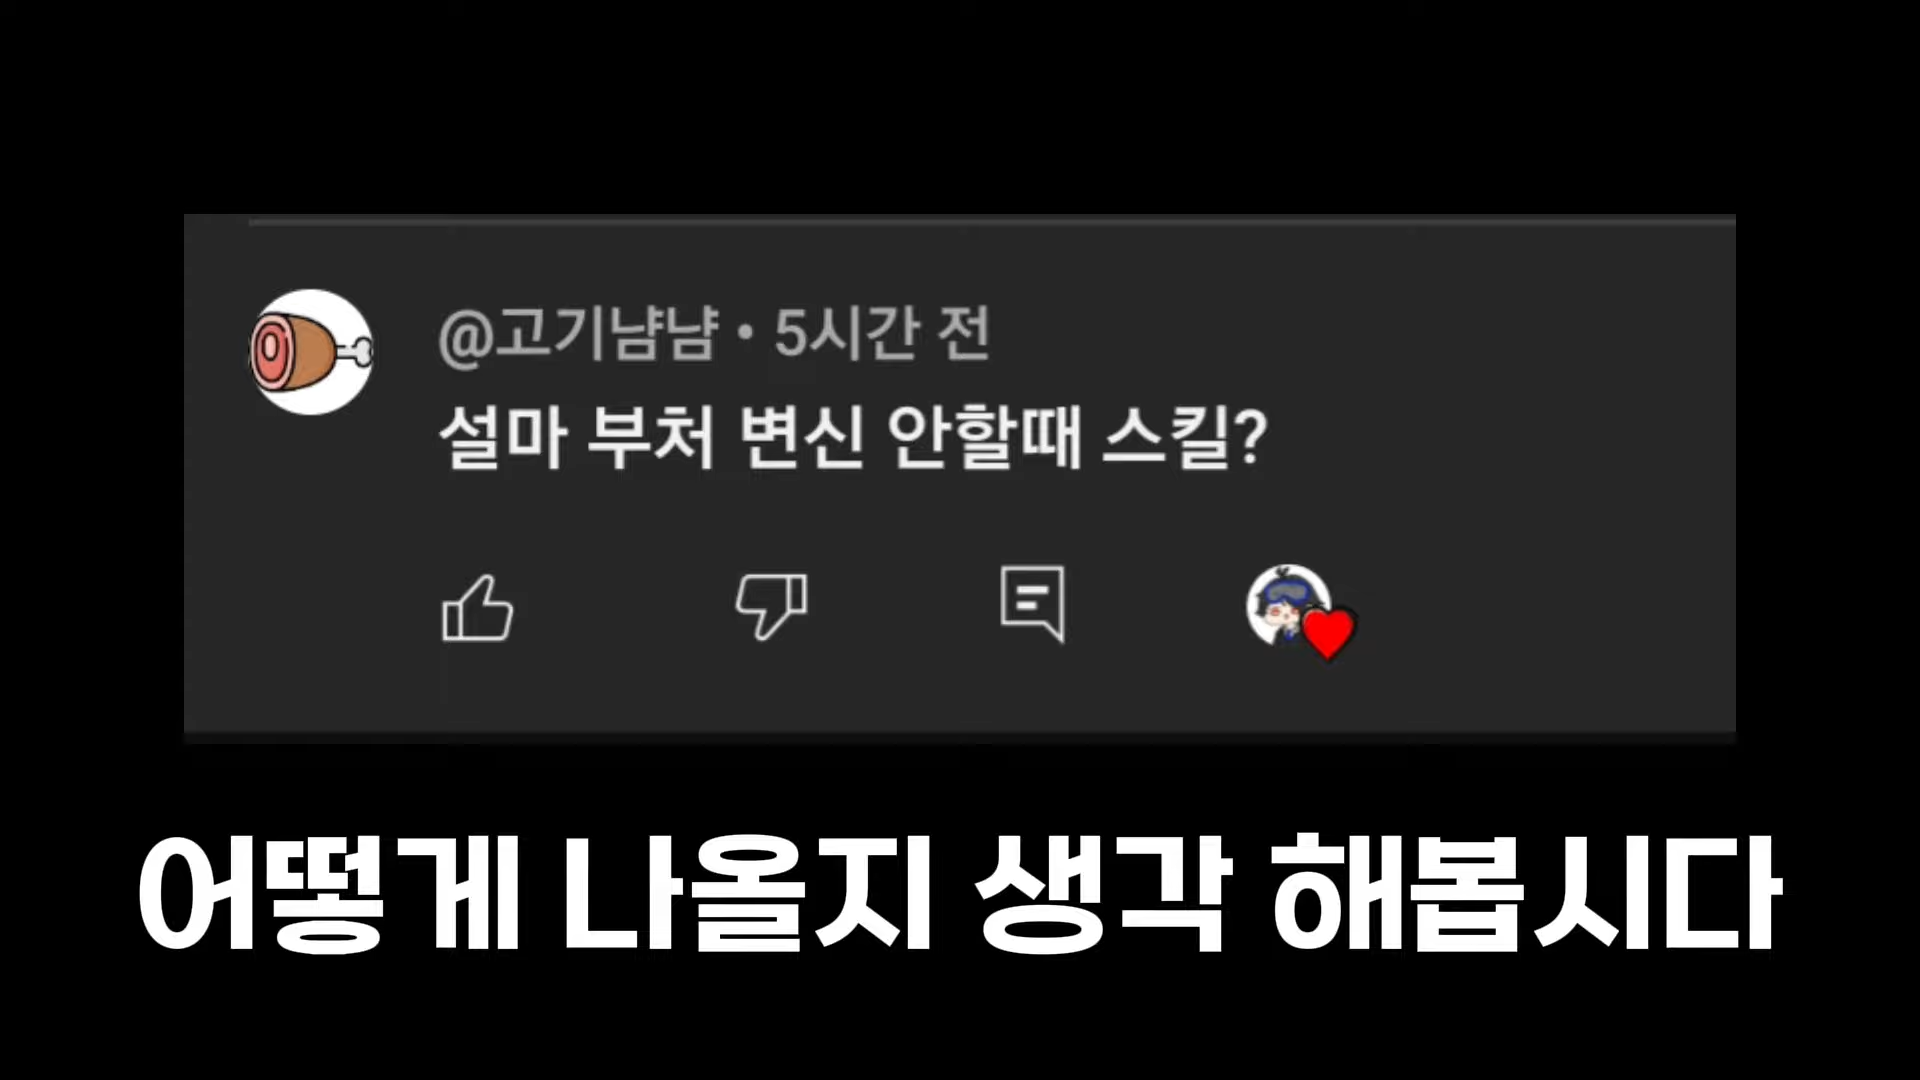 @고기냠냠 • 5시간 전
설마 부처 변신 안할때 스킬?
어떻게 나올지 생각 해봅시다